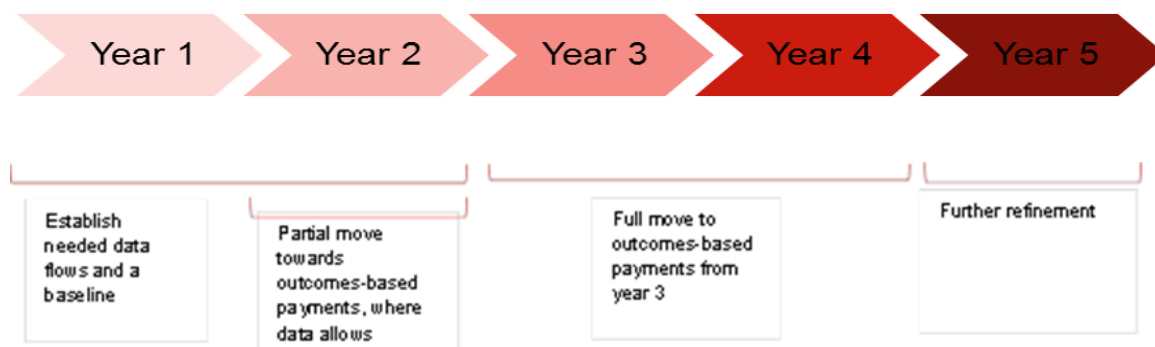 Year 1
Year 2
Year 3
Year 4
Year 5
Establish
needed data
flows and a
baseline
Partial move
towards
outcomes-based
payments, where
data allows
Full move to
outcomes-based
payments from
year 3
Further refinement